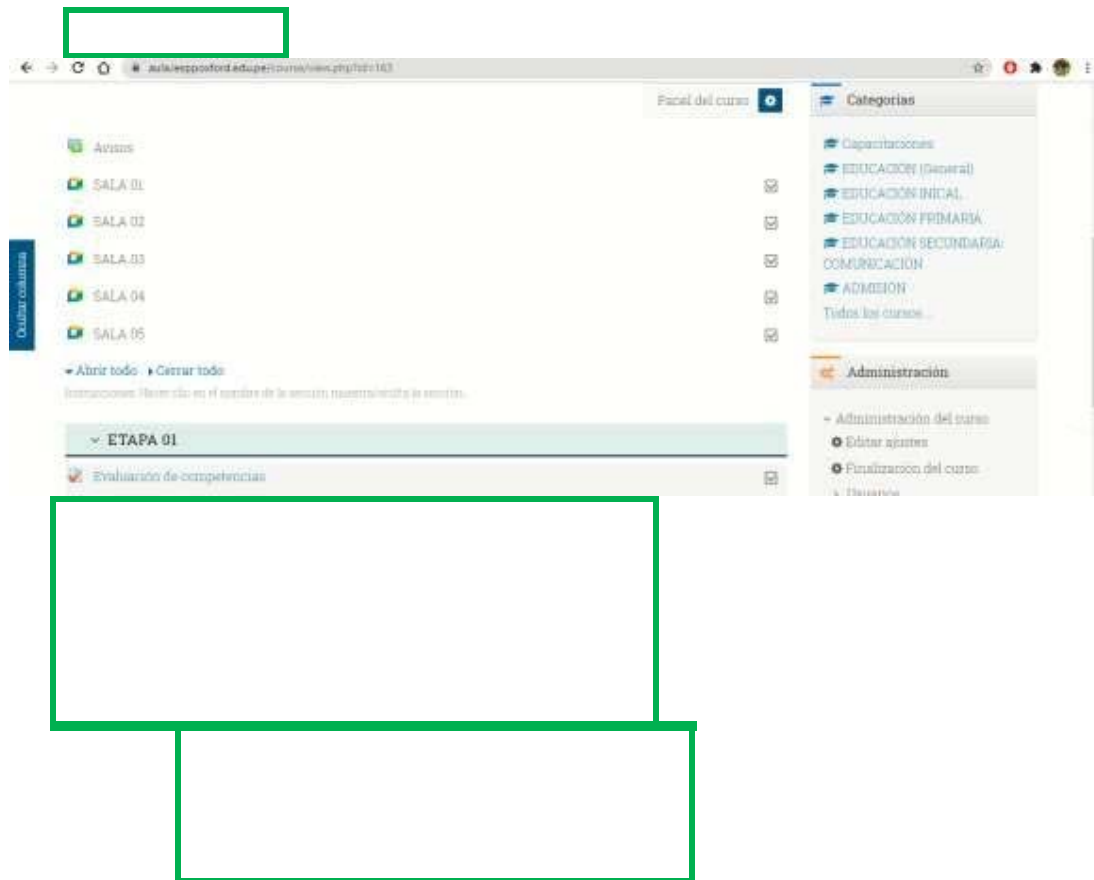 Panel del curso
Avisos
SALA 01
SALA 02
SALA 03
SALA 04
SALA 05
Abrir todo Cerrar todo
ETAPA 01
Evaluación de competencias
Ocultar columna
Categorías
Capacitaciones
EDUCACIÓN (General)
EDUCACIÓN INICAL
EDUCACIÓN PRIMARIA
EDUCACIÓN SECUNDARIA:
COMUNICACIÓN
ADMISION
Todos los cursos ...
Administración
Administración del curso
Editar ajustes
Finalización del curso
Usuarios